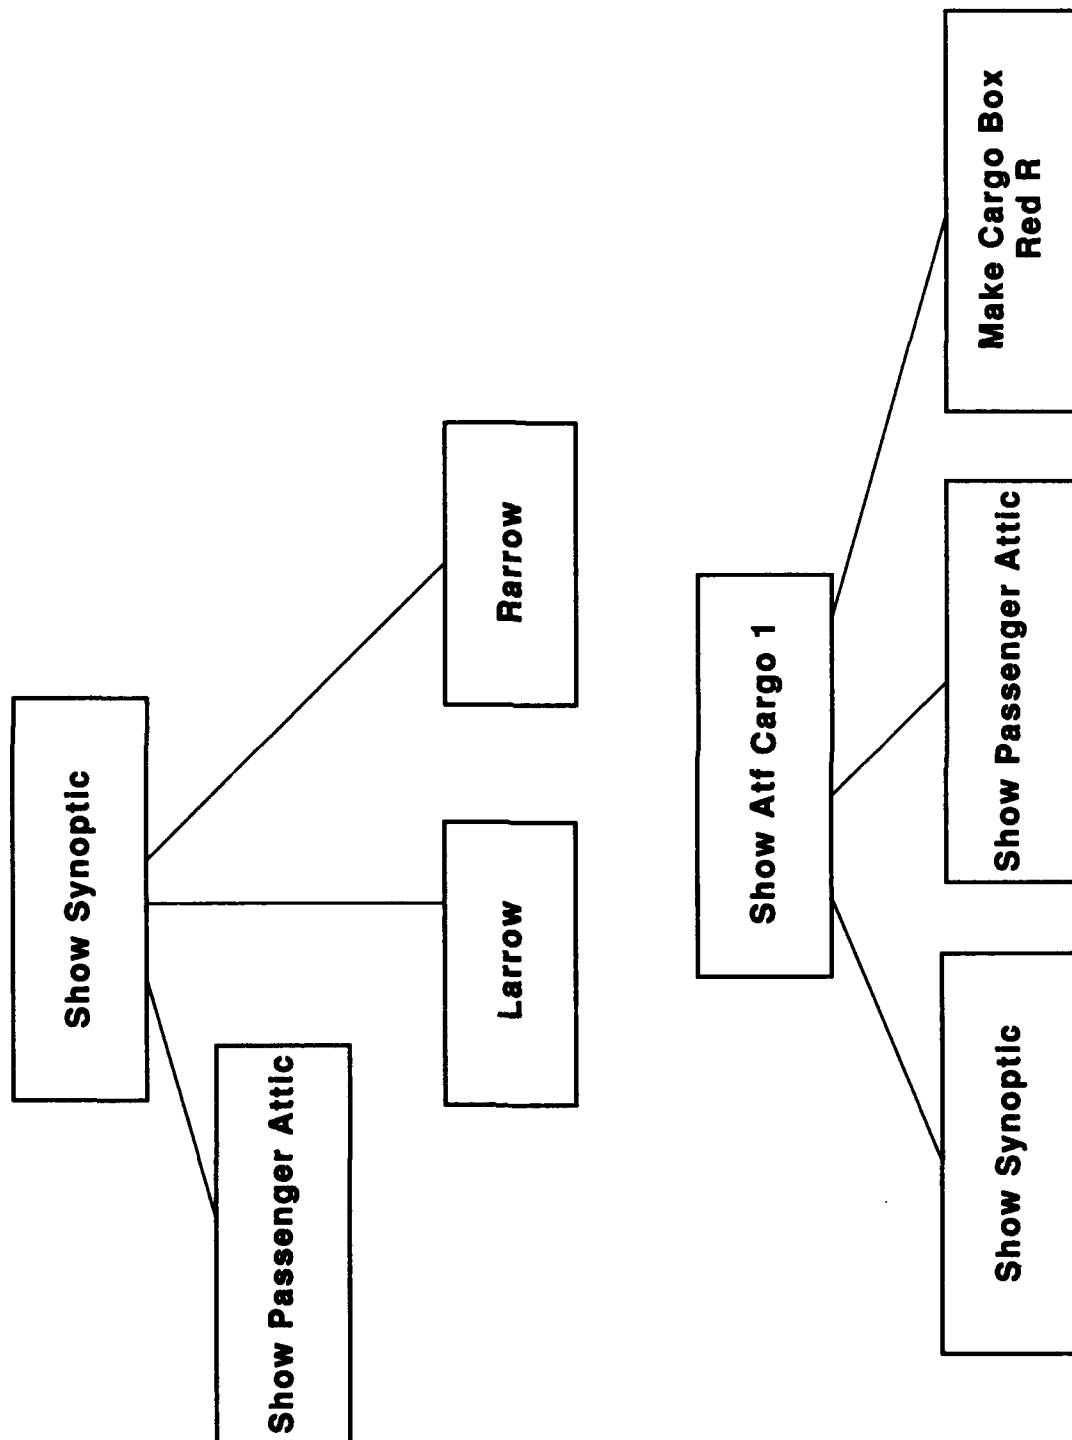 Show Synoptic
Show Passenger Attic
Larrow
Rarrow
Show Atf Cargo 1
Show Synoptic
Show Passenger Attic
Make Cargo Box
Red R